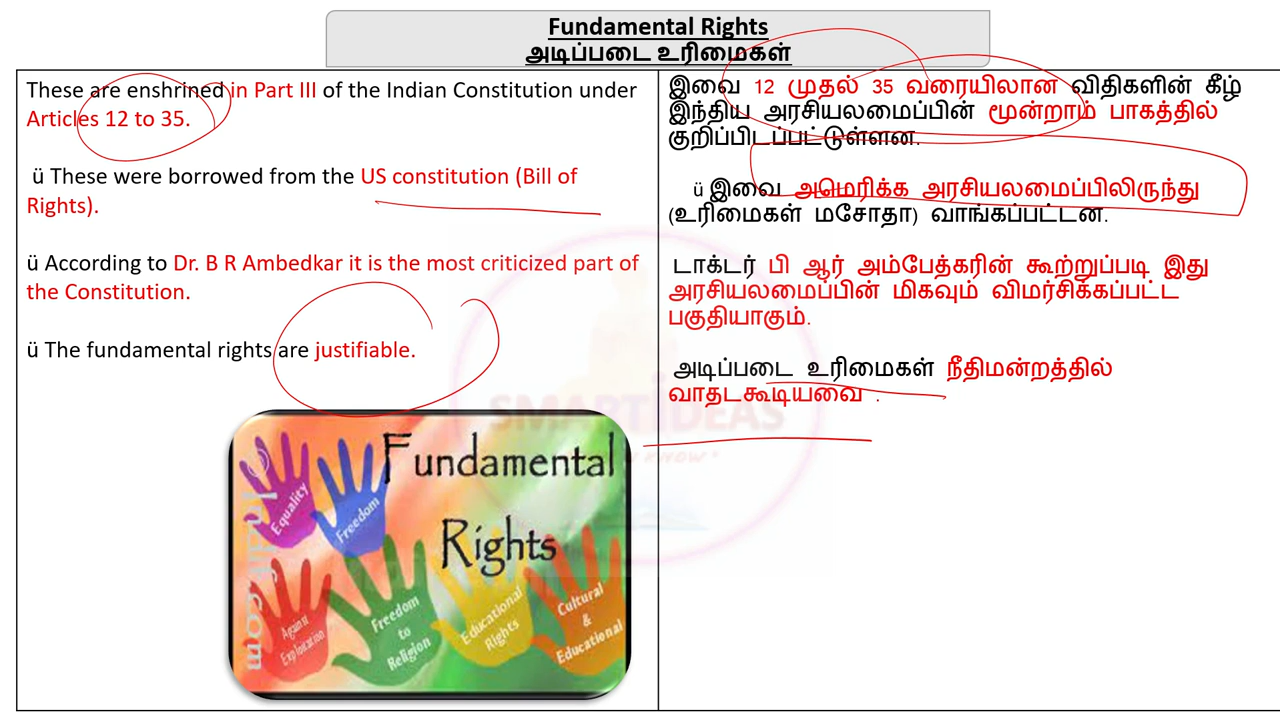 Fundamental Rights
அடிப்படை உரிமைகள்
These are enshrined in Part III of the Indian Constitution under
Articles 12 to 35.
ü These were borrowed from the US constitution (Bill of
Rights).
ü According to Dr. B R Ambedkar it is the most criticized part of
the Constitution.
ü The fundamental rights are justifiable.
இவை 12 முதல் 35 வரையிலான விதிகளின் கீழ்
இந்திய அரசியலமைப்பின் மூன்றாம் பாகத்தில்
குறிப்பிடப்பட்டுள்ளன.
ü இவை அமெரிக்க அரசியலமைப்பிலிருந்து
(உரிமைகள் மசோதா) வாங்கப்பட்டன.
டாக்டர் பி ஆர் அம்பேத்கரின் கூற்றுப்படி இது
அரசியலமைப்பின் மிகவும் விமர்சிக்கப்பட்ட
பகுதியாகும்.
அடிப்படை உரிமைகள் நீதிமன்றத்தில்
வாதடகூடியவை .
Fundamental
Rights
Equality
Freedom
Against
Exploitation
Freedom
to
Religion
Educational
Rights
Cultural
&
Educational
SMART IDEAS